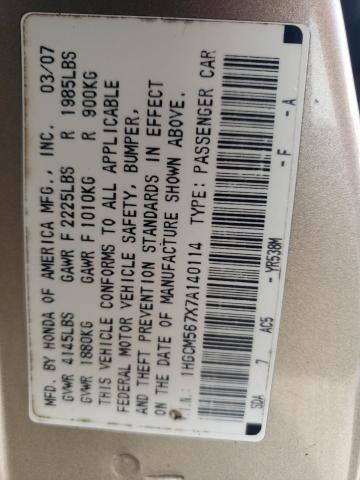 MFD. BY HONDA OF AMERICA MFG., INC. 03/07
GVWR 4145LBS GAWR F 2225LBS R 1985LBS
GVWR 1880KG GAWR F 1010KG R 900KG
THIS VEHICLE CONFORMS TO ALL APPLICABLE
FEDERAL MOTOR VEHICLE SAFETY, BUMPER,
AND THEFT PREVENTION STANDARDS IN EFFECT
ON THE DATE OF MANUFACTURE SHOWN ABOVE.
V.I.N.: 1HGCM567X7A140114 TYPE: PASSENGER CAR
SDA 7 AC5 - YR538M - F - A